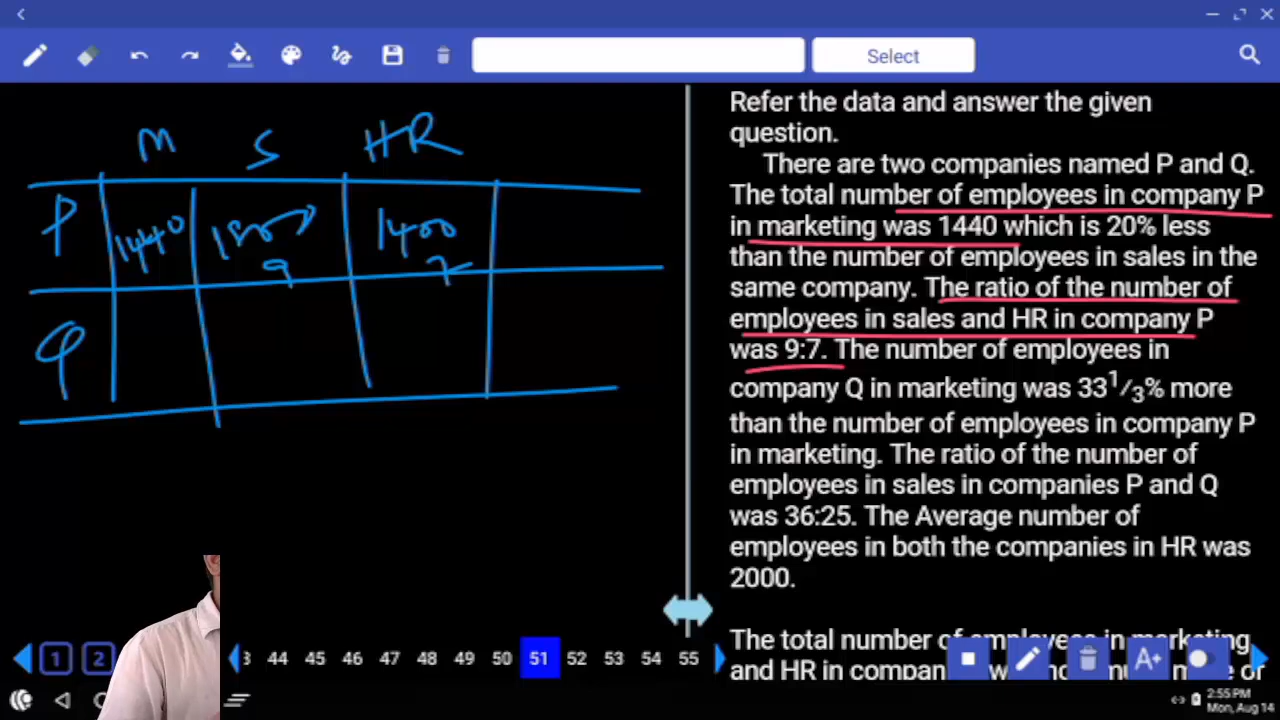 Select
Refer the data and answer the given
question.
There are two companies named P and Q.
The total number of employees in company P
in marketing was 1440 which is 20% less
than the number of employees in sales in the
same company. The ratio of the number of
employees in sales and HR in company P
was 9:7. The number of employees in
company Q in marketing was 33 1/3% more
than the number of employees in company P
in marketing. The ratio of the number of
employees in sales in companies P and Q
was 36:25. The Average number of
employees in both the companies in HR was
2000.
The total number of employees in marketing
and HR in
M S HR
P 1440 1800 1400
9 7
Q
1 2
44 45 46 47 48 49 50 51 52 53 54 55
A+
2:55 PM
Mon, Aug 14